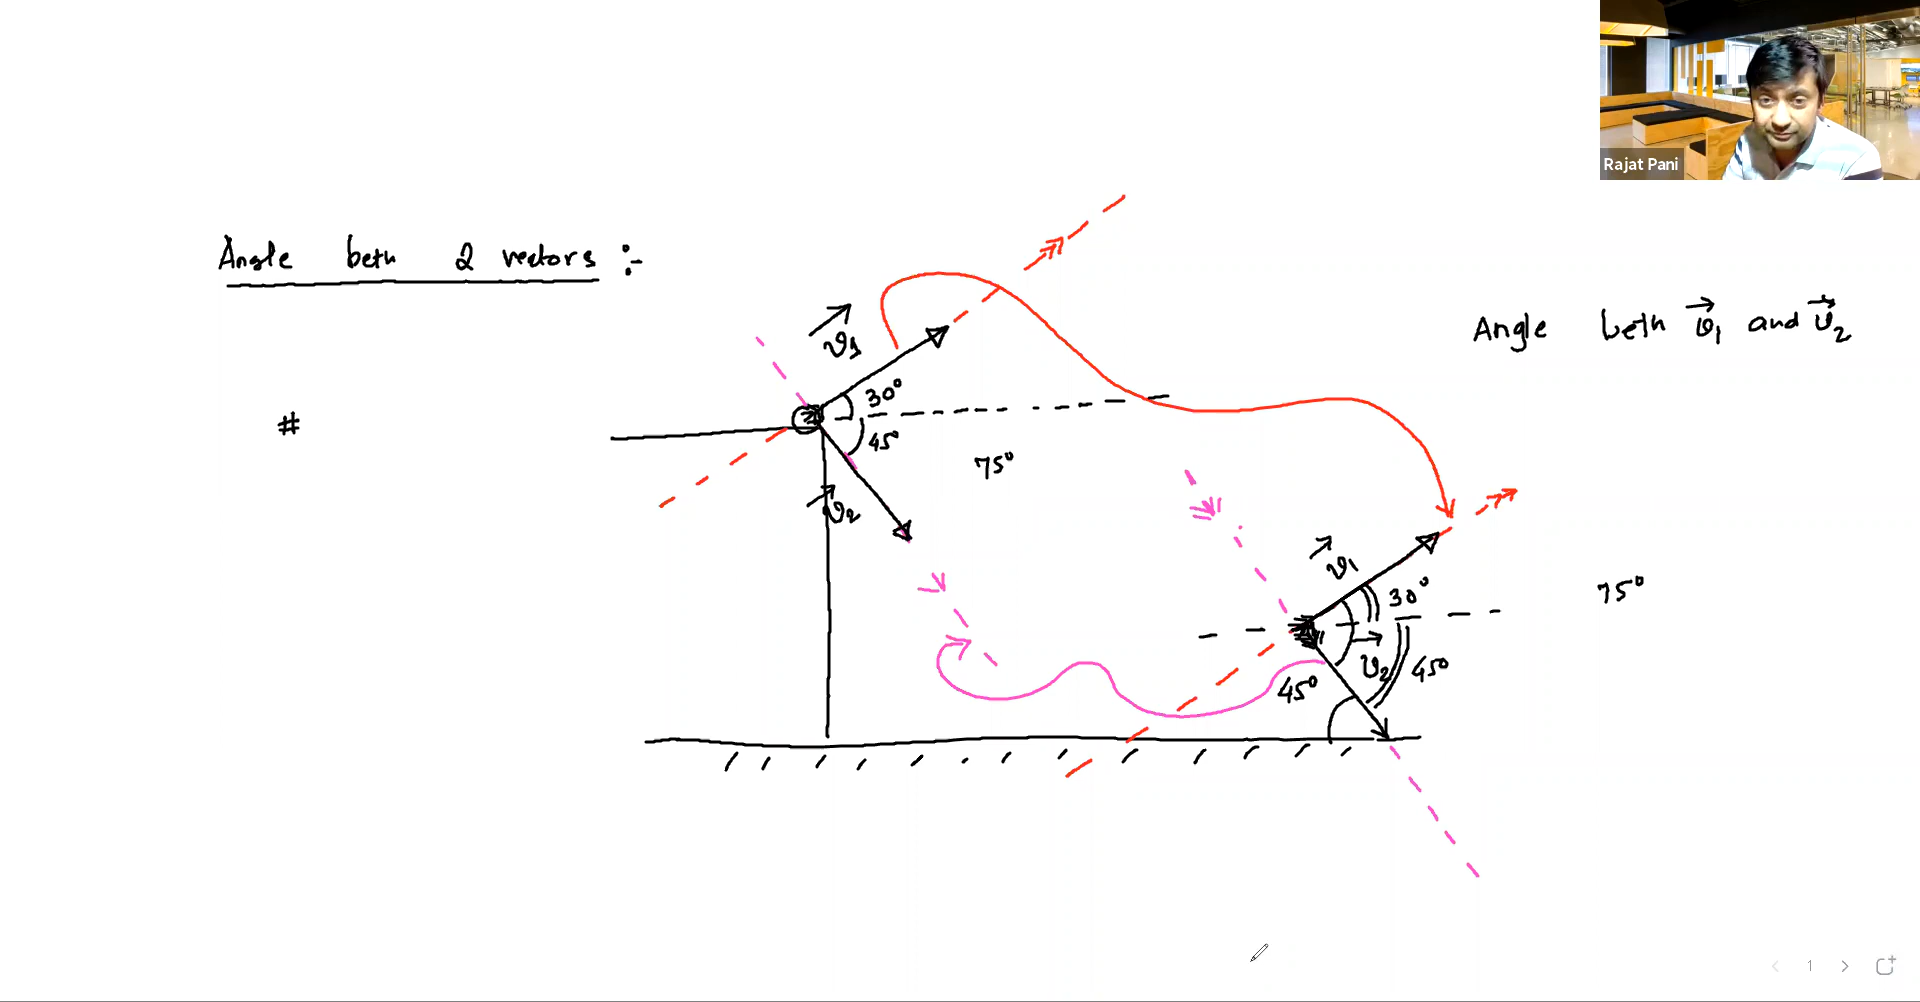 Rajat Pani
Angle betn 2 vectors :-
Angle betn v1 and v2
v1
30°
#
45°
75°
v2
v1
30°
75°
v2
45°
45°
1